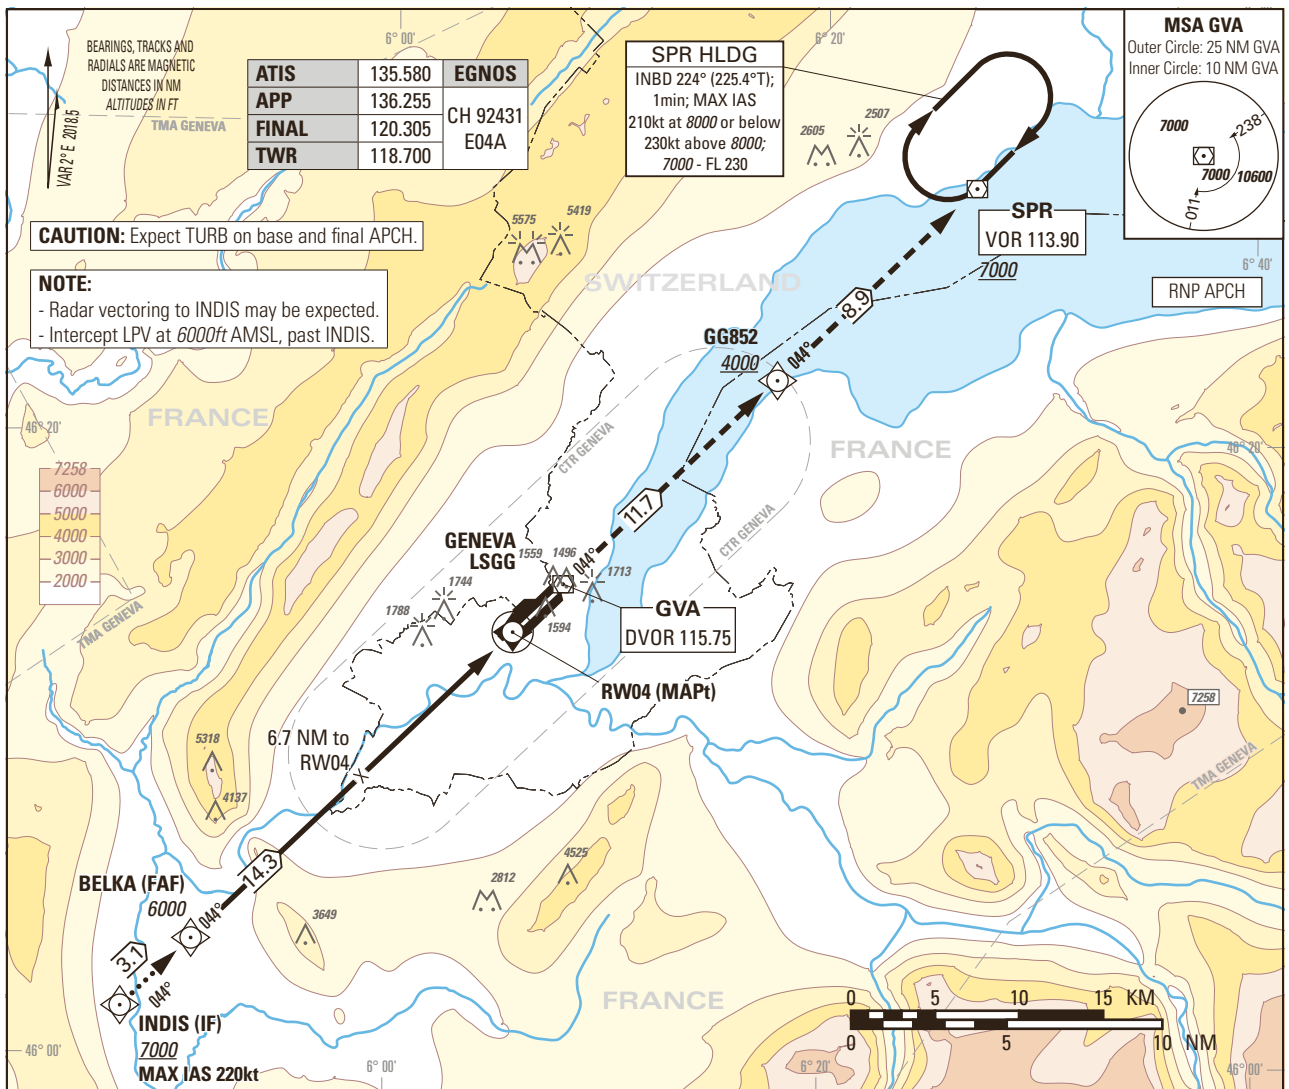 BEARINGS, TRACKS AND
RADIALS ARE MAGNETIC
DISTANCES IN NM
ALTITUDES IN FT
VAR 2° E 2018.5
TMA GENEVA
6° 00'
6° 20'
6° 40'
ATIS 135.580 EGNOS
APP 136.255 CH 92431
FINAL 120.305 E04A
TWR 118.700
SPR HLDG
INBD 224° (225.4°T);
1min; MAX IAS
210kt at 8000 or below
230kt above 8000;
7000 - FL 230
2605
2507
MSA GVA
Outer Circle: 25 NM GVA
Inner Circle: 10 NM GVA
7000
238
7000
10600
011
CAUTION: Expect TURB on base and final APCH.
NOTE:
- Radar vectoring to INDIS may be expected.
- Intercept LPV at 6000ft AMSL, past INDIS.
5575
5419
SWITZERLAND
SPR
VOR 113.90
7000
6° 40'
RNP APCH
8.9
044°
GG852
4000
FRANCE
FRANCE
46° 20'
46° 20'
CTR GENEVA
CTR GENEVA
7258
6000
5000
4000
3000
2000
11.7
044°
GENEVA
LSGG
1559
1496
1713
1744
1788
1594
GVA
DVOR 115.75
TMA GENEVA
RW04 (MAPt)
7258
TMA GENEVA
6.7 NM to
RW04
5318
4137
14.3
044°
BELKA (FAF)
6000
4525
2812
3649
3.1
044°
INDIS (IF)
7000
MAX IAS 220kt
FRANCE
0 5 10 15 KM
0 5 10 NM
46° 00'
6° 00'
6° 20'
46° 00'